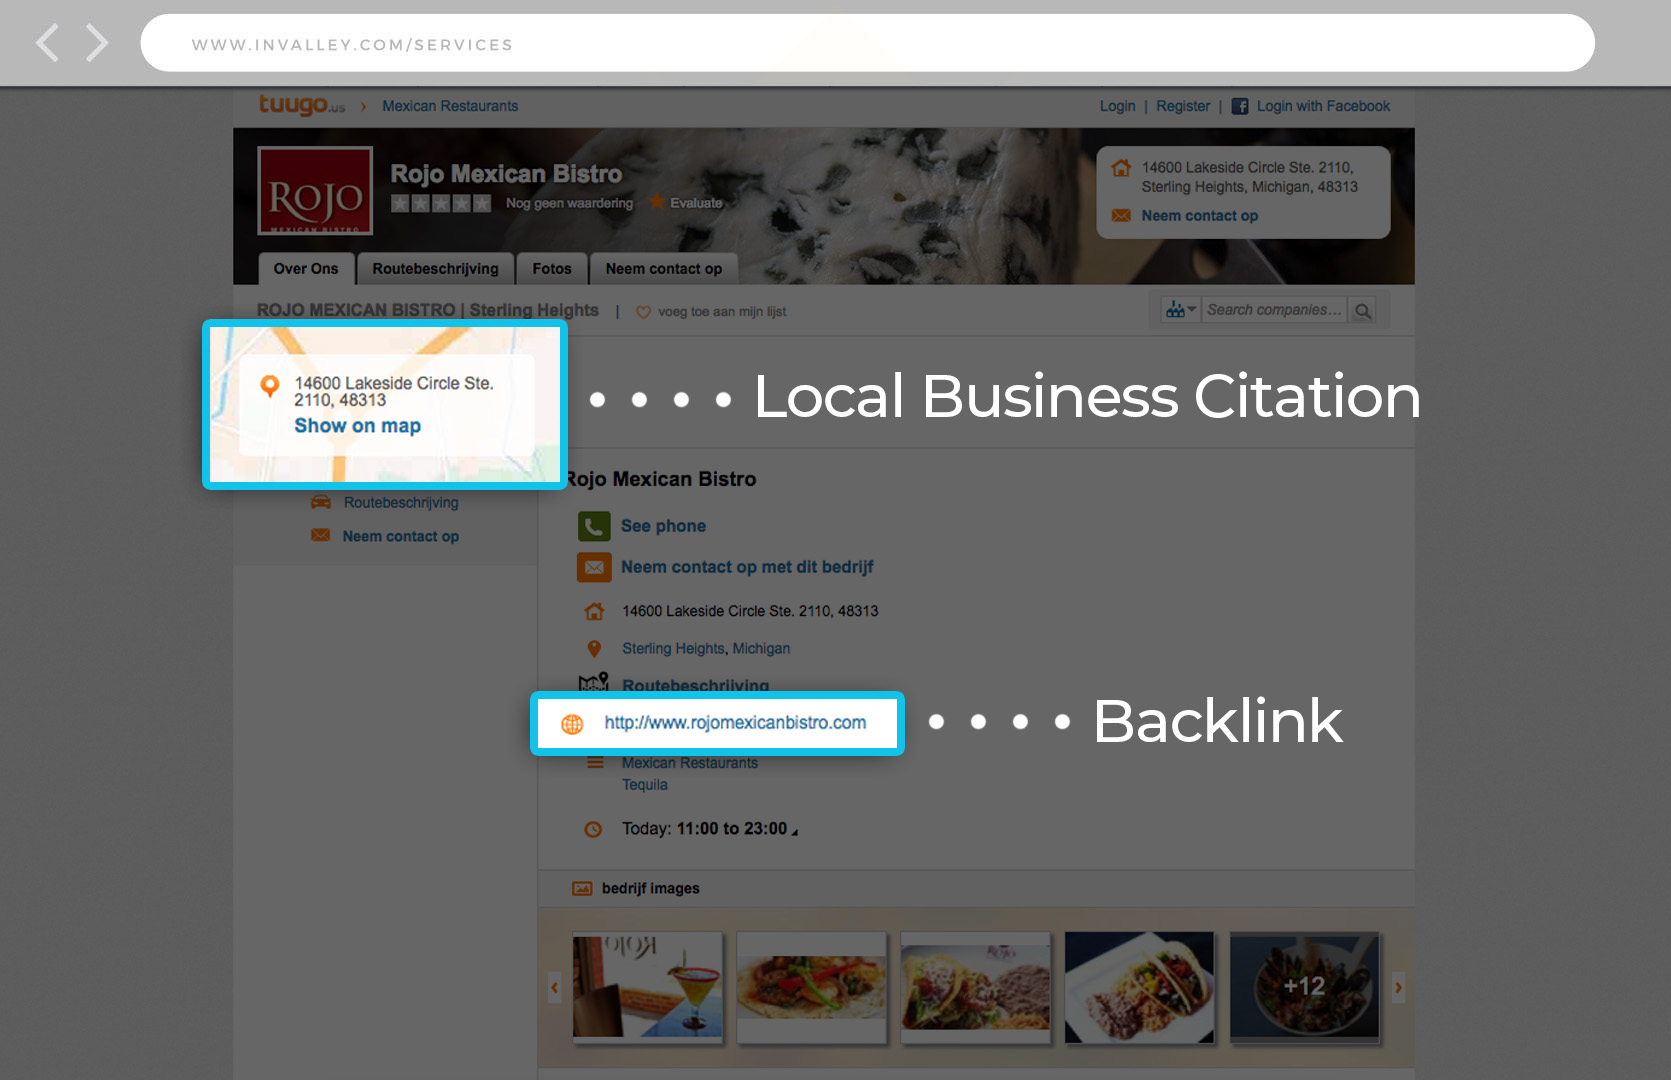 WWW.INVALLEY.COM/SERVICES
tuugo.us › Mexican Restaurants
Login | Register | Login with Facebook
ROJO
MEXICAN BISTRO
Rojo Mexican Bistro
Nog geen waardering Evaluate
14600 Lakeside Circle Ste. 2110,
Sterling Heights, Michigan, 48313
Neem contact op
Over Ons Routebeschrijving Fotos Neem contact op
ROJO MEXICAN BISTRO | Sterling Heights | voeg toe aan mijn lijst
Search companies...
14600 Lakeside Circle Ste.
2110, 48313
Show on map
Local Business Citation
Routebeschrijving
Neem contact op
Rojo Mexican Bistro
See phone
Neem contact op met dit bedrijf
14600 Lakeside Circle Ste. 2110, 48313
Sterling Heights, Michigan
Routebeschrijving
http://www.rojomexicanbistro.com
Backlink
Mexican Restaurants
Tequila
Today: 11:00 to 23:00
bedrijf images
ROJO
+12